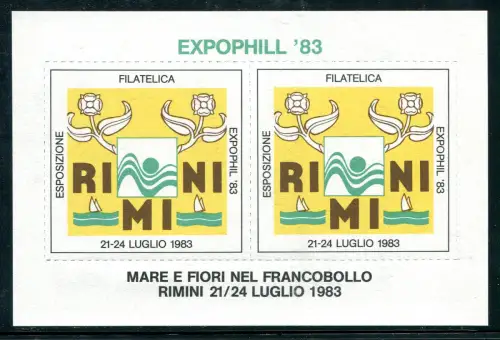 EXPOPHILL '83
FILATELICA
ESPOSIZIONE
EXPOPHIL '83
RI NI
MI
21-24 LUGLIO 1983
FILATELICA
ESPOSIZIONE
EXPOPHIL '83
RI NI
MI
21-24 LUGLIO 1983
MARE E FIORI NEL FRANCOBOLLO
RIMINI 21/24 LUGLIO 1983